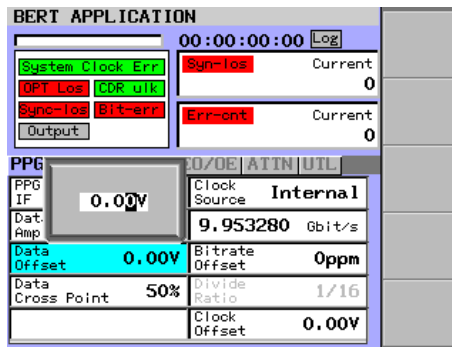 BERT APPLICATION
00:00:00:00 Log
System Clock Err
OPT Los CDR ulk
Sync-los Bit-err
Output
Syn-los Current
0
Err-cnt Current
0
PPG EO/OE ATTN UTL
PPG
IF
0.00V
Clock
Source Internal
Dat
Amp
9.953280 Gbit/s
Data
Offset 0.00V
Bitrate
Offset 0ppm
Data
Cross Point 50%
Divide
Ratio 1/16
Clock
Offset 0.00V